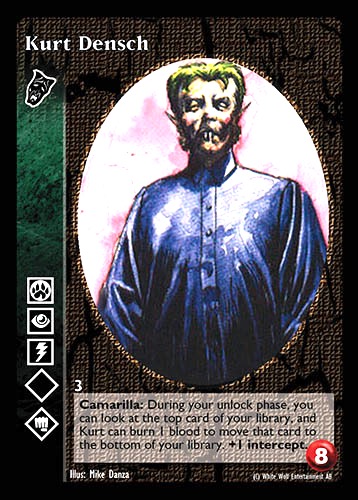 Kurt Densch
3
Camarilla: During your unlock phase, you
can look at the top card of your library, and
Kurt can burn 1 blood to move that card to
the bottom of your library. +1 intercept.
8
Illus: Mike Danza
(C) White Wolf Entertainment AB